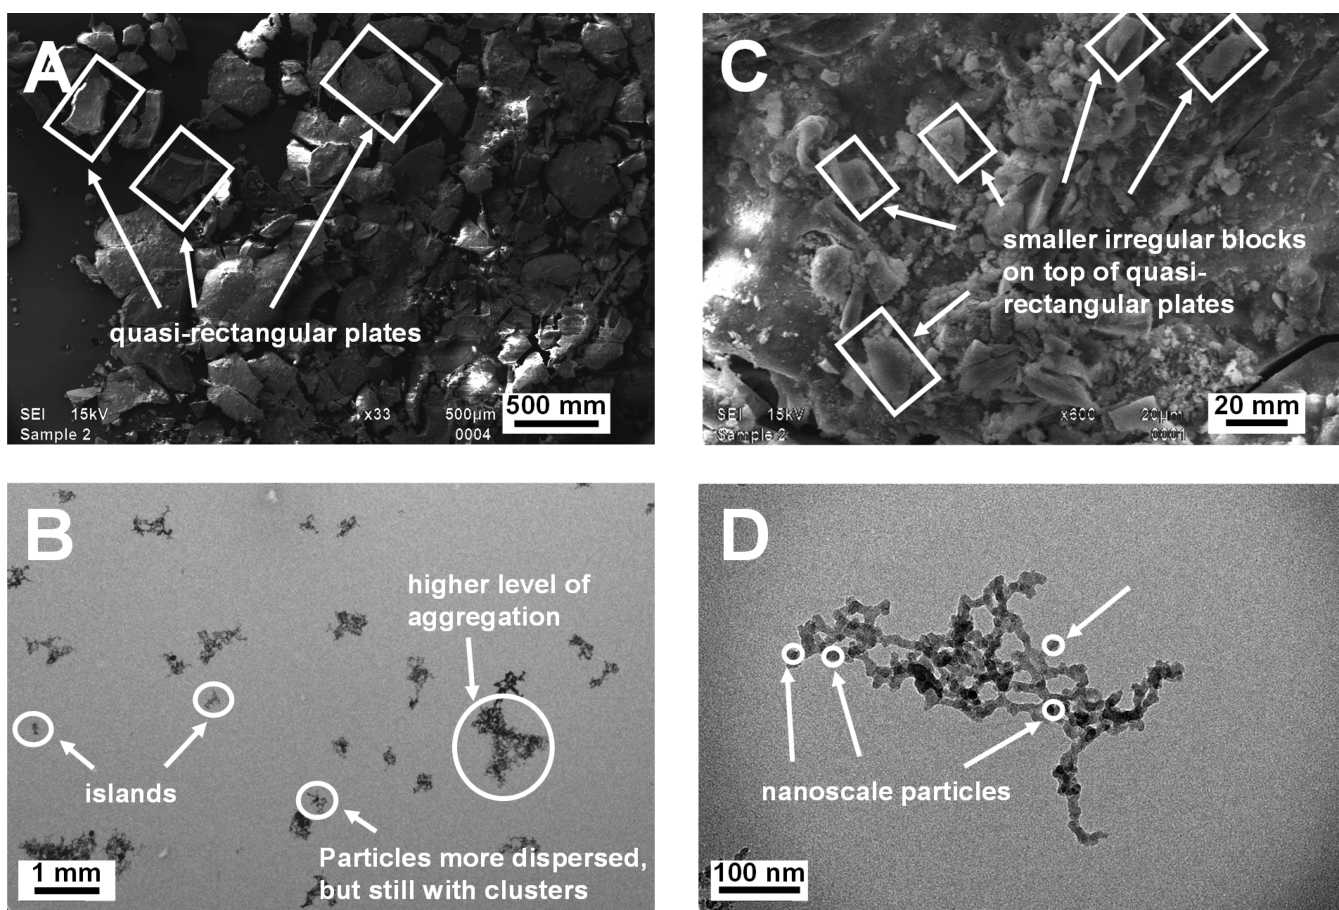 A
quasi-rectangular plates
SEI 15kV x33 500µm
Sample 2 0004
500 mm
C
smaller irregular blocks
on top of quasi-
rectangular plates
SEI 15kV x600 20µm
Sample 2 0001
20 mm
B
higher level of
aggregation
islands
Particles more dispersed,
but still with clusters
1 mm
D
nanoscale particles
100 nm